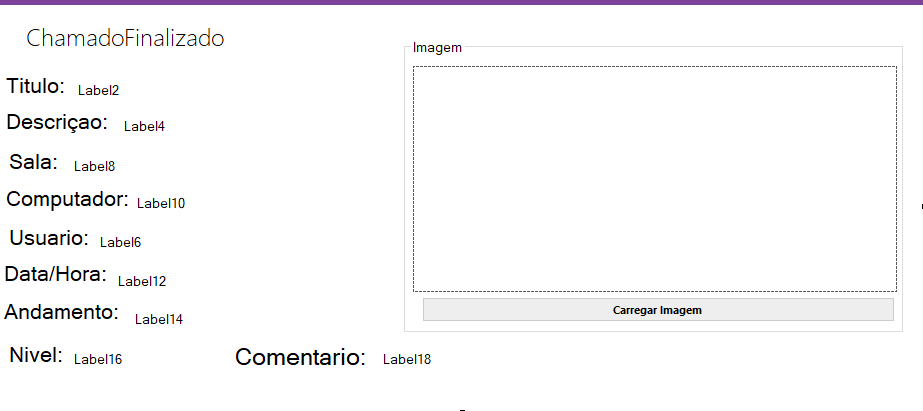 ChamadoFinalizado
Imagem
Titulo: Label2
Descriçao: Label4
Sala: Label8
Computador: Label10
Usuario: Label6
Data/Hora: Label12
Andamento: Label14
Carregar Imagem
Nivel: Label16
Comentario: Label18